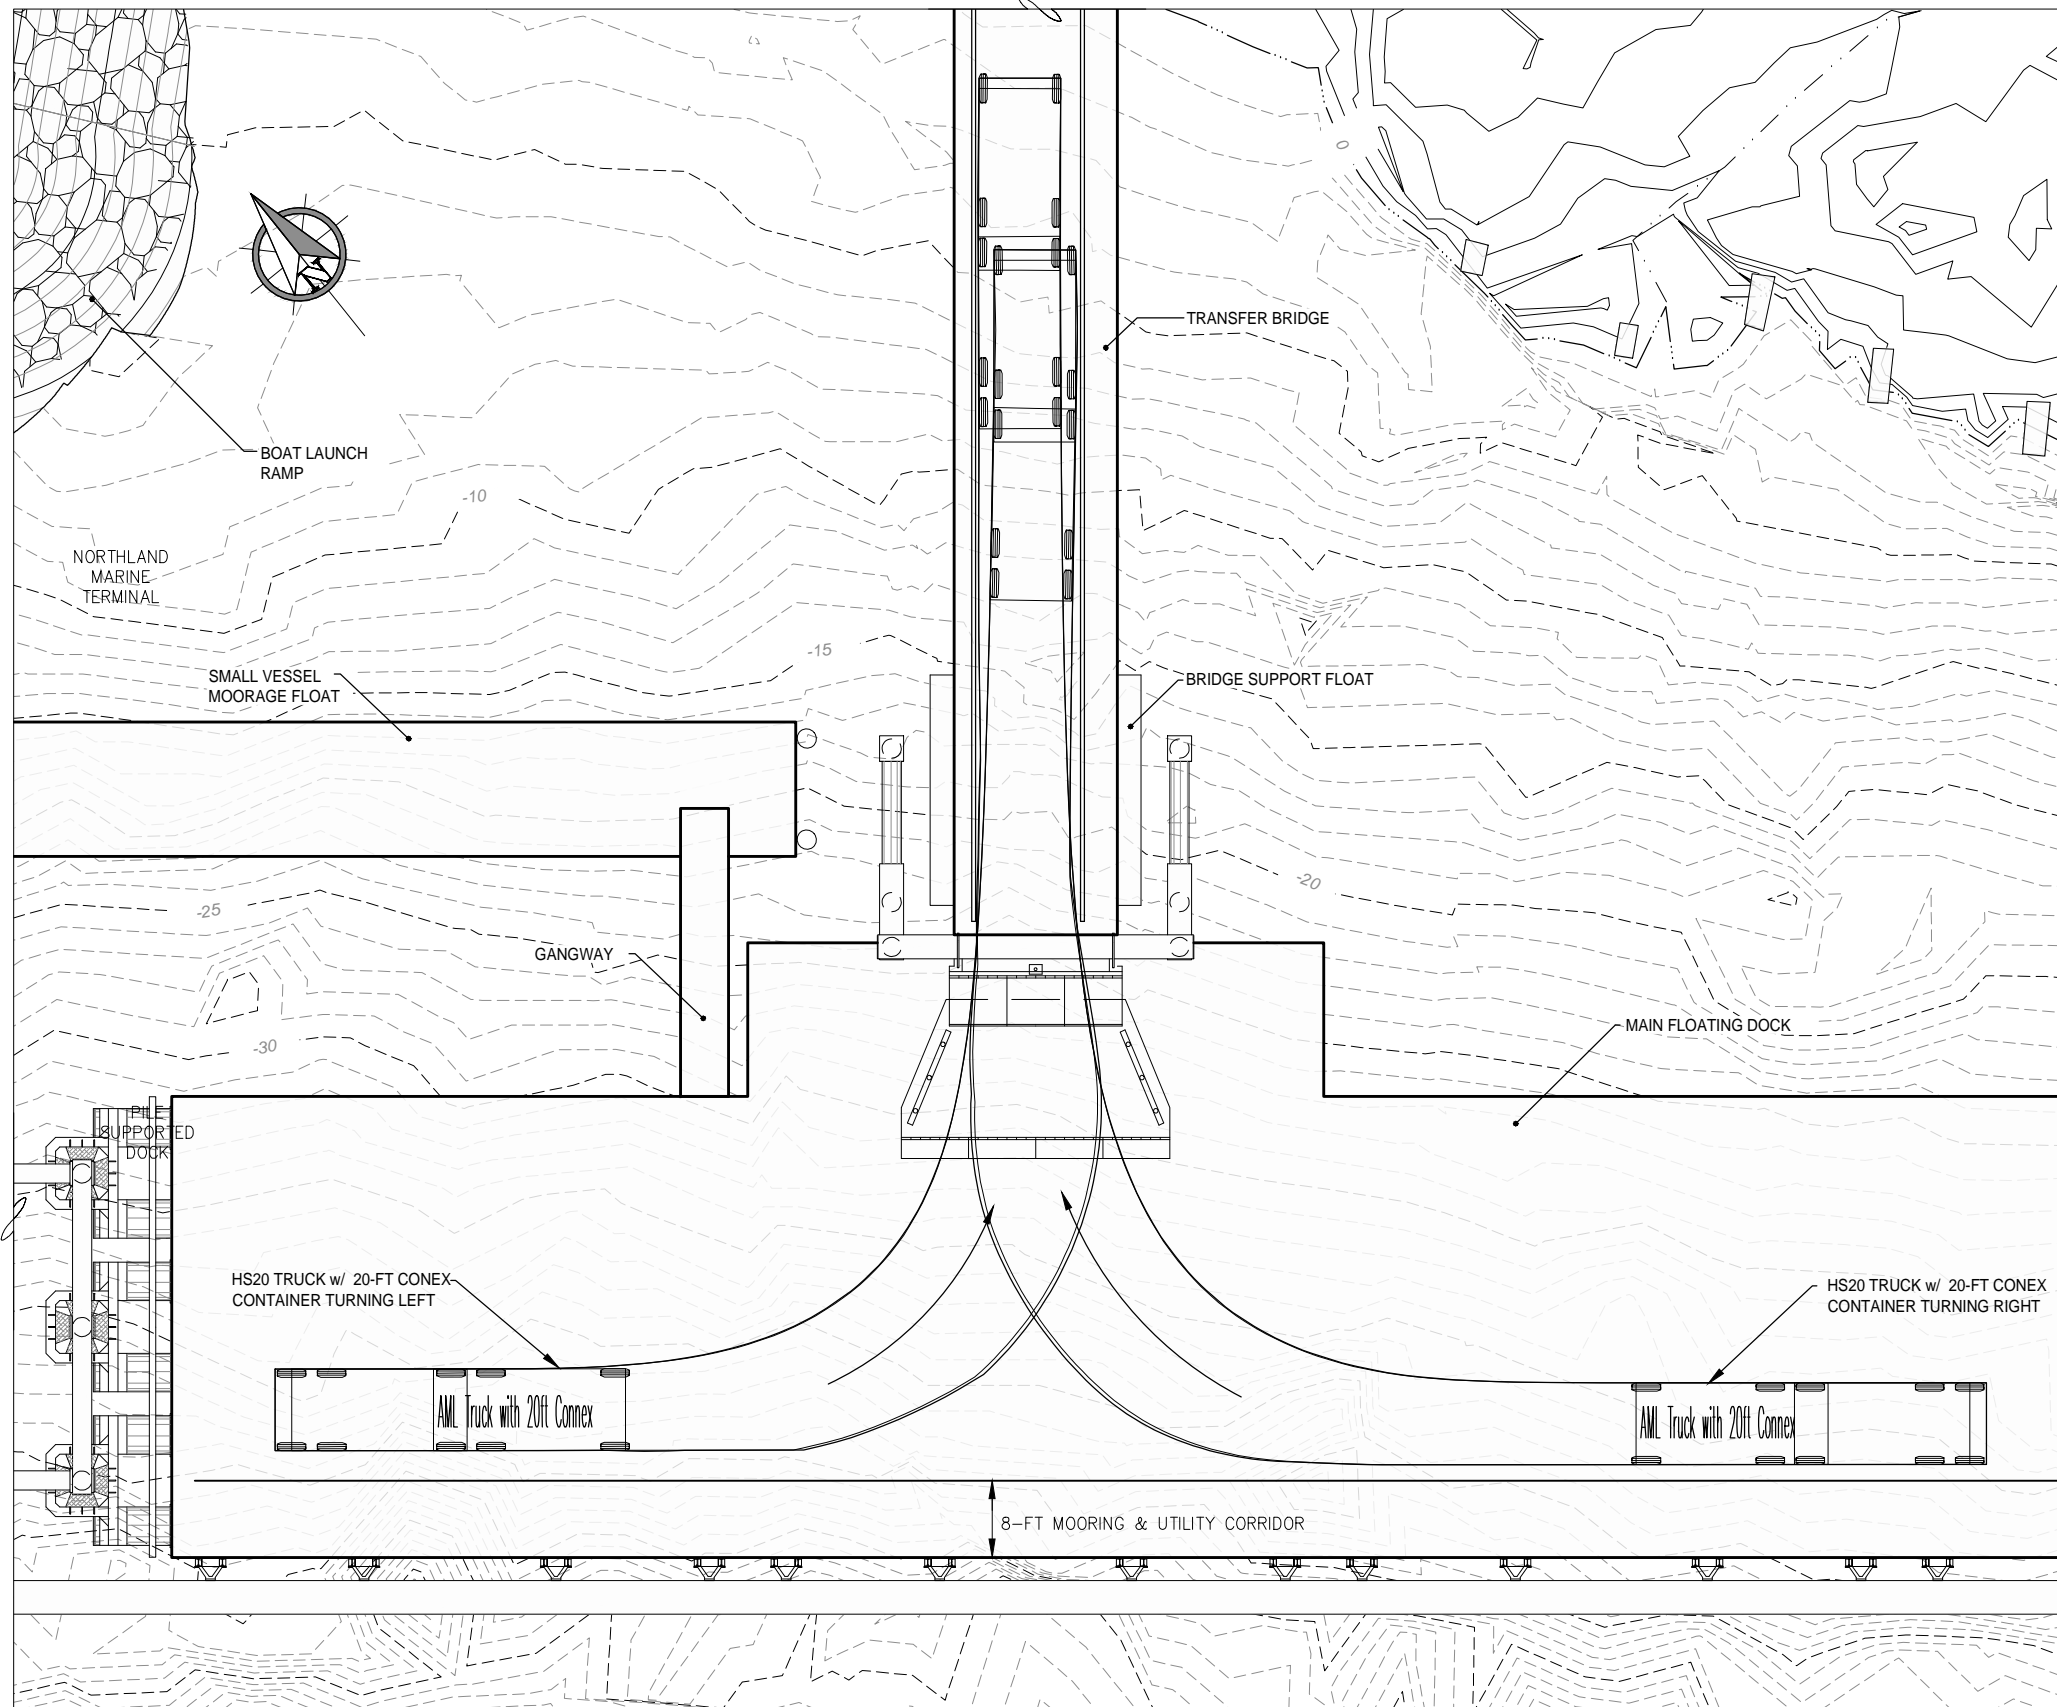 0
TRANSFER BRIDGE
BOAT LAUNCH
RAMP
-10
NORTHLAND
MARINE
TERMINAL
-15
SMALL VESSEL
MOORAGE FLOAT
BRIDGE SUPPORT FLOAT
-20
-25
GANGWAY
MAIN FLOATING DOCK
-30
PILE
SUPPORTED
DOCK
HS20 TRUCK w/ 20-FT CONEX
CONTAINER TURNING LEFT
HS20 TRUCK w/ 20-FT CONEX
CONTAINER TURNING RIGHT
AML Truck with 20ft Connex
AML Truck with 20ft Connex
8-FT MOORING & UTILITY CORRIDOR
N